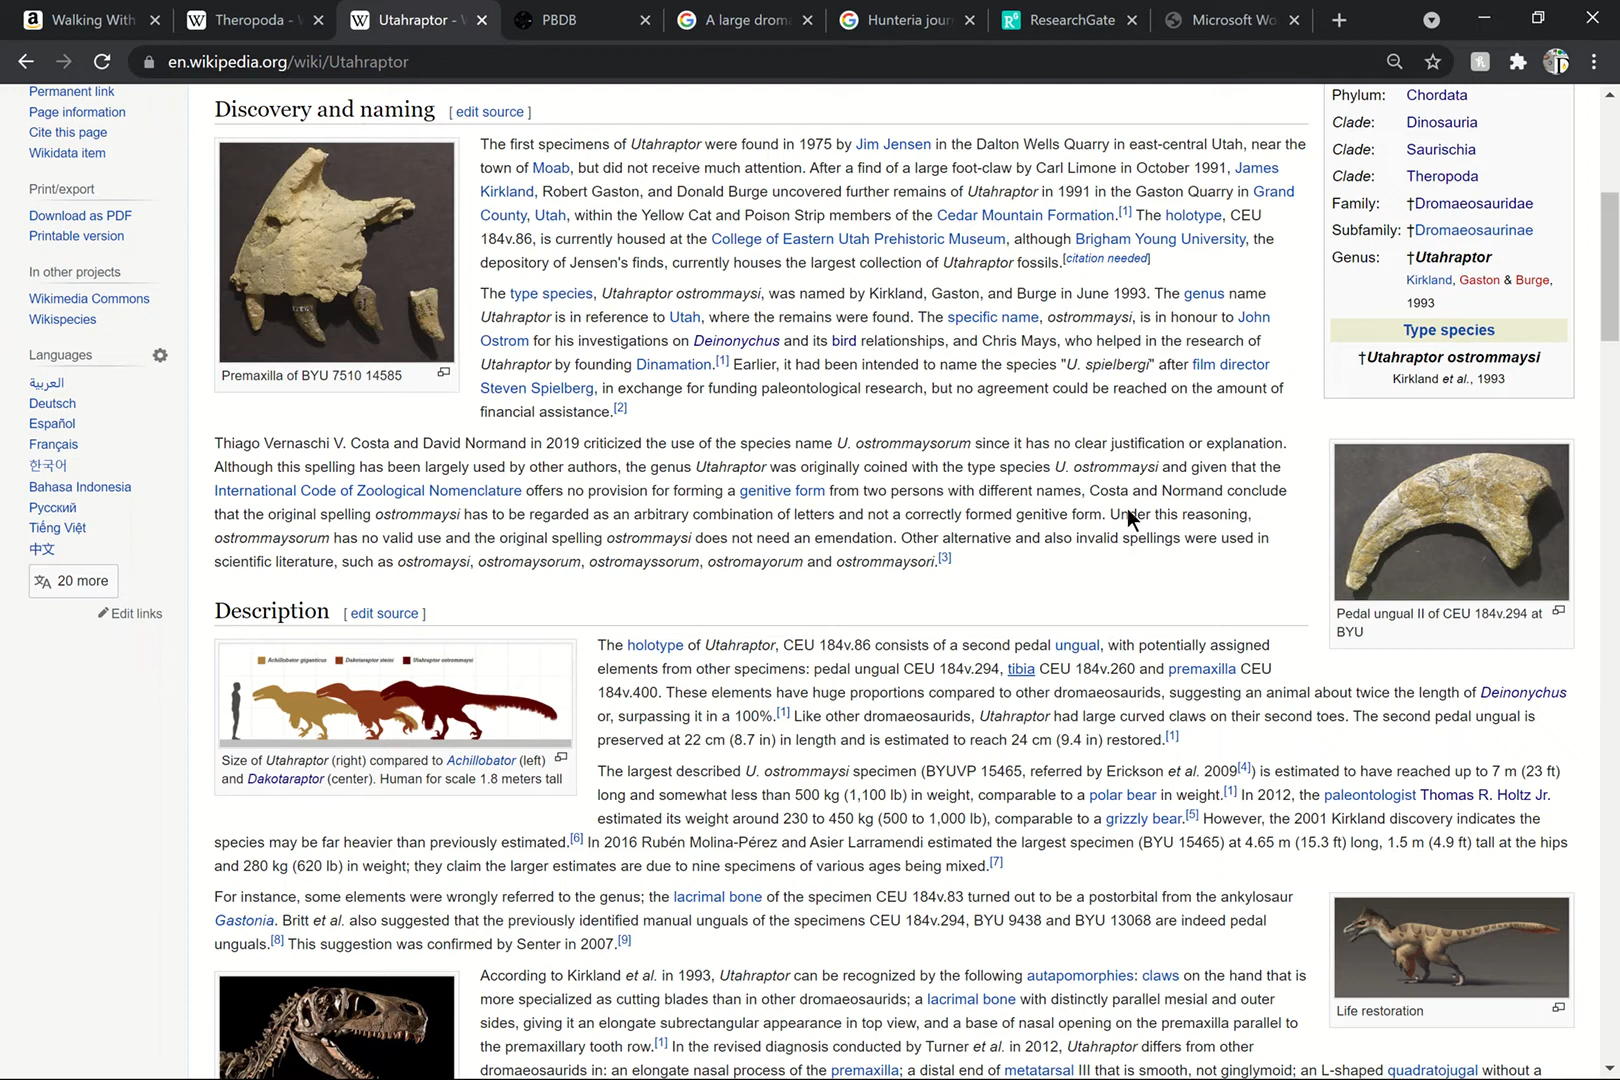 Walking With
Theropoda -
Utahraptor -
PBDB
A large drom
Hunteria jour
ResearchGate
Microsoft Wo
en.wikipedia.org/wiki/Utahraptor
Permanent link
Page information
Cite this page
Wikidata item
Print/export
Download as PDF
Printable version
In other projects
Wikimedia Commons
Wikispecies
Languages
العربية
Deutsch
Español
Français
한국어
Bahasa Indonesia
Русский
Tiếng Việt
中文
20 more
Edit links
Discovery and naming [ edit source ]
Premaxilla of BYU 7510 14585
The first specimens of Utahraptor were found in 1975 by Jim Jensen in the Dalton Wells Quarry in east-central Utah, near the
town of Moab, but did not receive much attention. After a find of a large foot-claw by Carl Limone in October 1991, James
Kirkland, Robert Gaston, and Donald Burge uncovered further remains of Utahraptor in 1991 in the Gaston Quarry in Grand
County, Utah, within the Yellow Cat and Poison Strip members of the Cedar Mountain Formation.[1] The holotype, CEU
184v.86, is currently housed at the College of Eastern Utah Prehistoric Museum, although Brigham Young University, the
depository of Jensen's finds, currently houses the largest collection of Utahraptor fossils.[citation needed]
The type species, Utahraptor ostrommaysi, was named by Kirkland, Gaston, and Burge in June 1993. The genus name
Utahraptor is in reference to Utah, where the remains were found. The specific name, ostrommaysi, is in honour to John
Ostrom for his investigations on Deinonychus and its bird relationships, and Chris Mays, who helped in the research of
Utahraptor by founding Dinamation.[1] Earlier, it had been intended to name the species "U. spielbergi" after film director
Steven Spielberg, in exchange for funding paleontological research, but no agreement could be reached on the amount of
financial assistance.[2]
Thiago Vernaschi V. Costa and David Normand in 2019 criticized the use of the species name U. ostrommaysorum since it has no clear justification or explanation.
Although this spelling has been largely used by other authors, the genus Utahraptor was originally coined with the type species U. ostrommaysi and given that the
International Code of Zoological Nomenclature offers no provision for forming a genitive form from two persons with different names, Costa and Normand conclude
that the original spelling ostrommaysi has to be regarded as an arbitrary combination of letters and not a correctly formed genitive form. Under this reasoning,
ostrommaysorum has no valid use and the original spelling ostrommaysi does not need an emendation. Other alternative and also invalid spellings were used in
scientific literature, such as ostromaysi, ostromaysorum, ostromayssorum, ostromayorum and ostrommaysori.[3]
Phylum: Chordata
Clade: Dinosauria
Clade: Saurischia
Clade: Theropoda
Family: †Dromaeosauridae
Subfamily: †Dromaeosaurinae
Genus: †Utahraptor
Kirkland, Gaston & Burge,
1993
Type species
†Utahraptor ostrommaysi
Kirkland et al., 1993
Pedal ungual II of CEU 184v.294 at
BYU
Description [ edit source ]
Achillobator giganticus Dakotaraptor steini Utahraptor ostrommaysi
Size of Utahraptor (right) compared to Achillobator (left)
and Dakotaraptor (center). Human for scale 1.8 meters tall
The holotype of Utahraptor, CEU 184v.86 consists of a second pedal ungual, with potentially assigned
elements from other specimens: pedal ungual CEU 184v.294, tibia CEU 184v.260 and premaxilla CEU
184v.400. These elements have huge proportions compared to other dromaeosaurids, suggesting an animal about twice the length of Deinonychus
or, surpassing it in a 100%.[1] Like other dromaeosaurids, Utahraptor had large curved claws on their second toes. The second pedal ungual is
preserved at 22 cm (8.7 in) in length and is estimated to reach 24 cm (9.4 in) restored.[1]
The largest described U. ostrommaysi specimen (BYUVP 15465, referred by Erickson et al. 2009[4]) is estimated to have reached up to 7 m (23 ft)
long and somewhat less than 500 kg (1,100 lb) in weight, comparable to a polar bear in weight.[1] In 2012, the paleontologist Thomas R. Holtz Jr.
estimated its weight around 230 to 450 kg (500 to 1,000 lb), comparable to a grizzly bear.[5] However, the 2001 Kirkland discovery indicates the
species may be far heavier than previously estimated.[6] In 2016 Rubén Molina-Pérez and Asier Larramendi estimated the largest specimen (BYU 15465) at 4.65 m (15.3 ft) long, 1.5 m (4.9 ft) tall at the hips
and 280 kg (620 lb) in weight; they claim the larger estimates are due to nine specimens of various ages being mixed.[7]
For instance, some elements were wrongly referred to the genus; the lacrimal bone of the specimen CEU 184v.83 turned out to be a postorbital from the ankylosaur
Gastonia. Britt et al. also suggested that the previously identified manual unguals of the specimens CEU 184v.294, BYU 9438 and BYU 13068 are indeed pedal
unguals.[8] This suggestion was confirmed by Senter in 2007.[9]
Life restoration
According to Kirkland et al. in 1993, Utahraptor can be recognized by the following autapomorphies: claws on the hand that is
more specialized as cutting blades than in other dromaeosaurids; a lacrimal bone with distinctly parallel mesial and outer
sides, giving it an elongate subrectangular appearance in top view, and a base of nasal opening on the premaxilla parallel to
the premaxillary tooth row.[1] In the revised diagnosis conducted by Turner et al. in 2012, Utahraptor differs from other
dromaeosaurids in: an elongate nasal process of the premaxilla; a distal end of metatarsal III that is smooth, not ginglymoid; an L-shaped quadratojugal without a